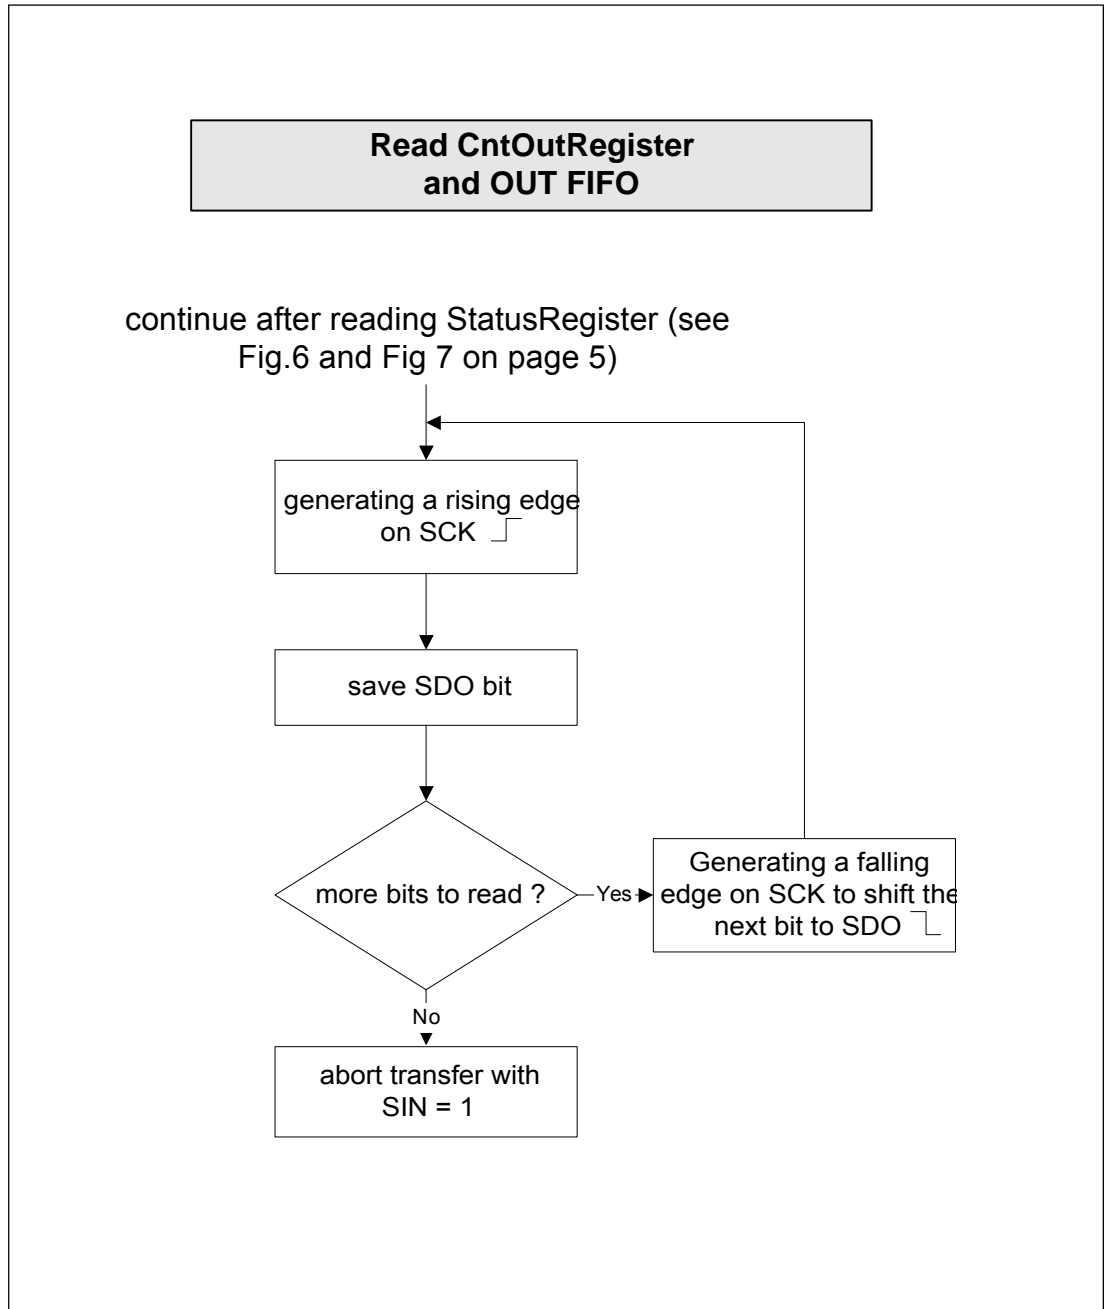 Read CntOutRegister
and OUT FIFO
continue after reading StatusRegister (see
Fig.6 and Fig 7 on page 5)
generating a rising edge
on SCK
save SDO bit
more bits to read ?
Yes
Generating a falling
edge on SCK to shift the
next bit to SDO
No
abort transfer with
SIN = 1